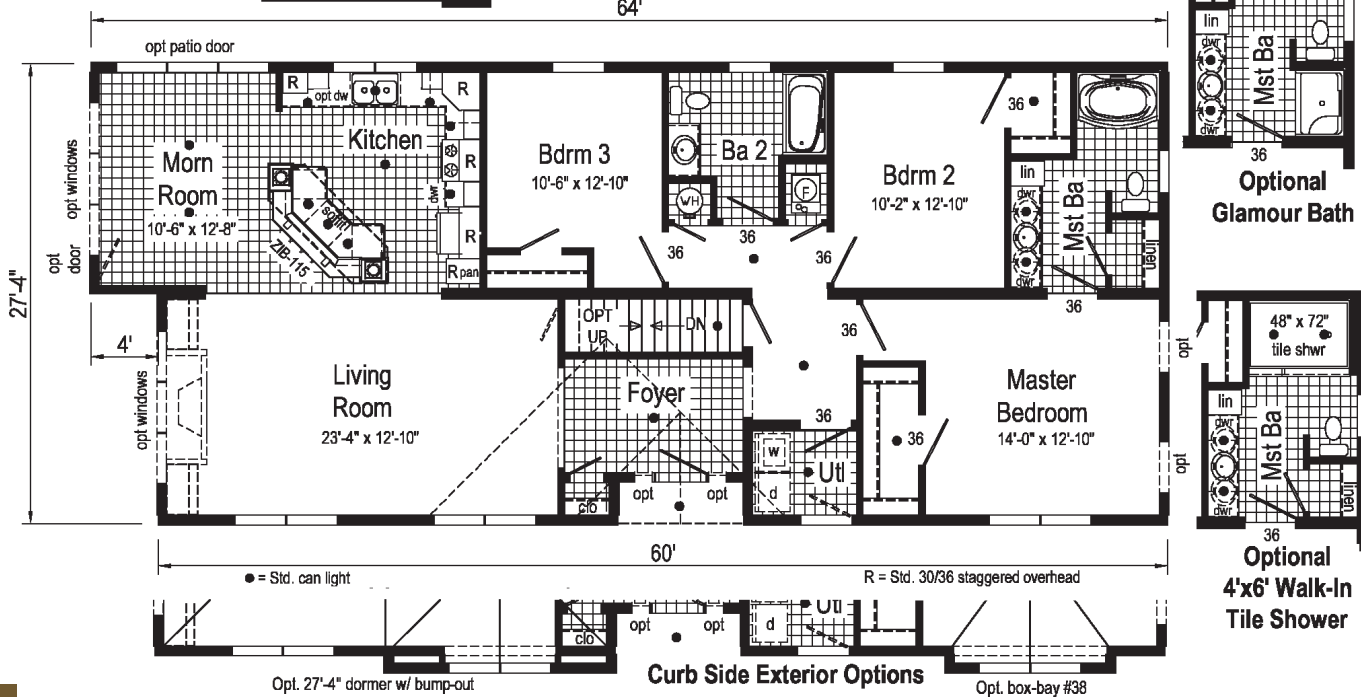 64'
opt patio door
27'-4"
opt windows
opt
door
Morn
Room
10'-6" x 12'-8"
R
opt dw
R
Kitchen
R
dwr
R
R pan
soffit
ZIB-115
Bdrm 3
10'-6" x 12'-10"
Ba 2
WH
F
36
36
36
Bdrm 2
10'-2" x 12'-10"
36
lin
dwr
Mst Ba
dwr
linen
36
4'
opt windows
Living
Room
23'-4" x 12'-10"
OPT
UP
DN
Foyer
clo
opt
opt
36
36
w
d
Utl
36
Master
Bedroom
14'-0" x 12'-10"
opt
opt
60'
● = Std. can light
R = Std. 30/36 staggered overhead
clo
opt
opt
d
Utl
Curb Side Exterior Options
Opt. 27'-4" dormer w/ bump-out
Opt. box-bay #38
lin
dwr
Mst Ba
dwr
36
Optional
Glamour Bath
48" x 72"
tile shwr
lin
dwr
Mst Ba
dwr
linen
36
Optional
4'x6' Walk-In
Tile Shower